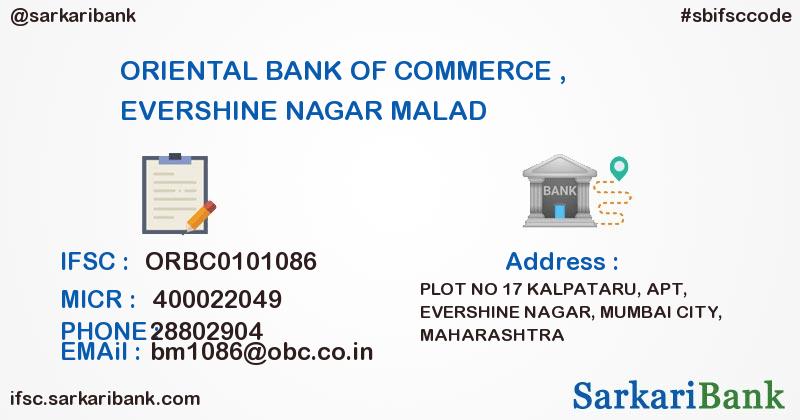 @sarkaribank
#sbifsccode
ORIENTAL BANK OF COMMERCE ,
EVERSHINE NAGAR MALAD
BANK
IFSC : ORBC0101086
MICR : 400022049
PHONE : 28802904
EMAil : bm1086@obc.co.in
Address :
PLOT NO 17 KALPATARU, APT,
EVERSHINE NAGAR, MUMBAI CITY,
MAHARASHTRA
ifsc.sarkaribank.com
SarkariBank